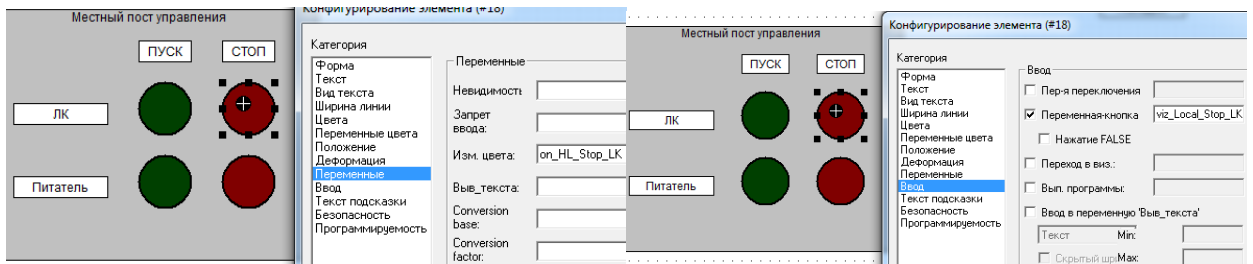 Местный пост управления
ПУСК СТОП
ЛК
Питатель
Конфигурирование элемента (#18)
Категория
Форма
Текст
Вид текста
Ширина линии
Цвета
Переменные цвета
Положение
Деформация
Переменные
Ввод
Текст подсказки
Безопасность
Программируемость
Переменные
Невидимость
Запрет
ввода:
Изм. цвета: on_HL_Stop_LK
Выв_текста:
Conversion
base:
Conversion
factor:
Местный пост управления
ПУСК СТОП
ЛК
Питатель
Конфигурирование элемента (#18)
Категория
Форма
Текст
Вид текста
Ширина линии
Цвета
Переменные цвета
Положение
Деформация
Переменные
Ввод
Текст подсказки
Безопасность
Программируемость
Ввод
Пер-я переключения
Переменная-кнопка viz_Local_Stop_LK
Нажатие FALSE
Переход в виз.:
Вып. программы:
Ввод в переменную 'Выв_текста'
Текст Min:
Скрытый шри Max: